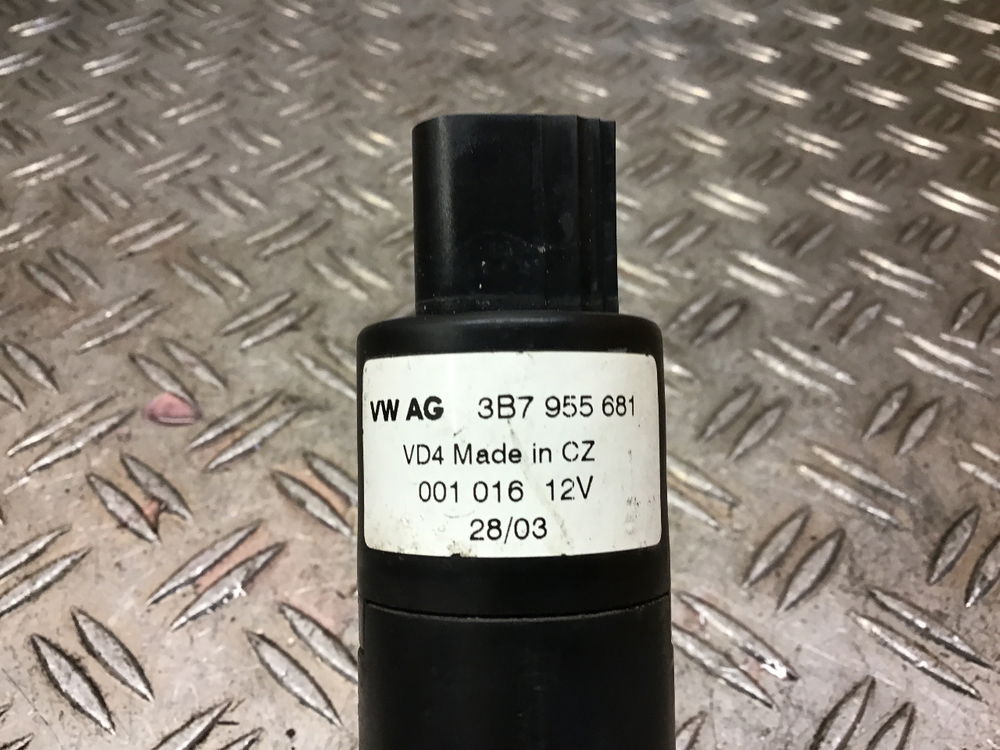 VW AG 3B7 955 681
VD4 Made in CZ
001 016 12V
28/03